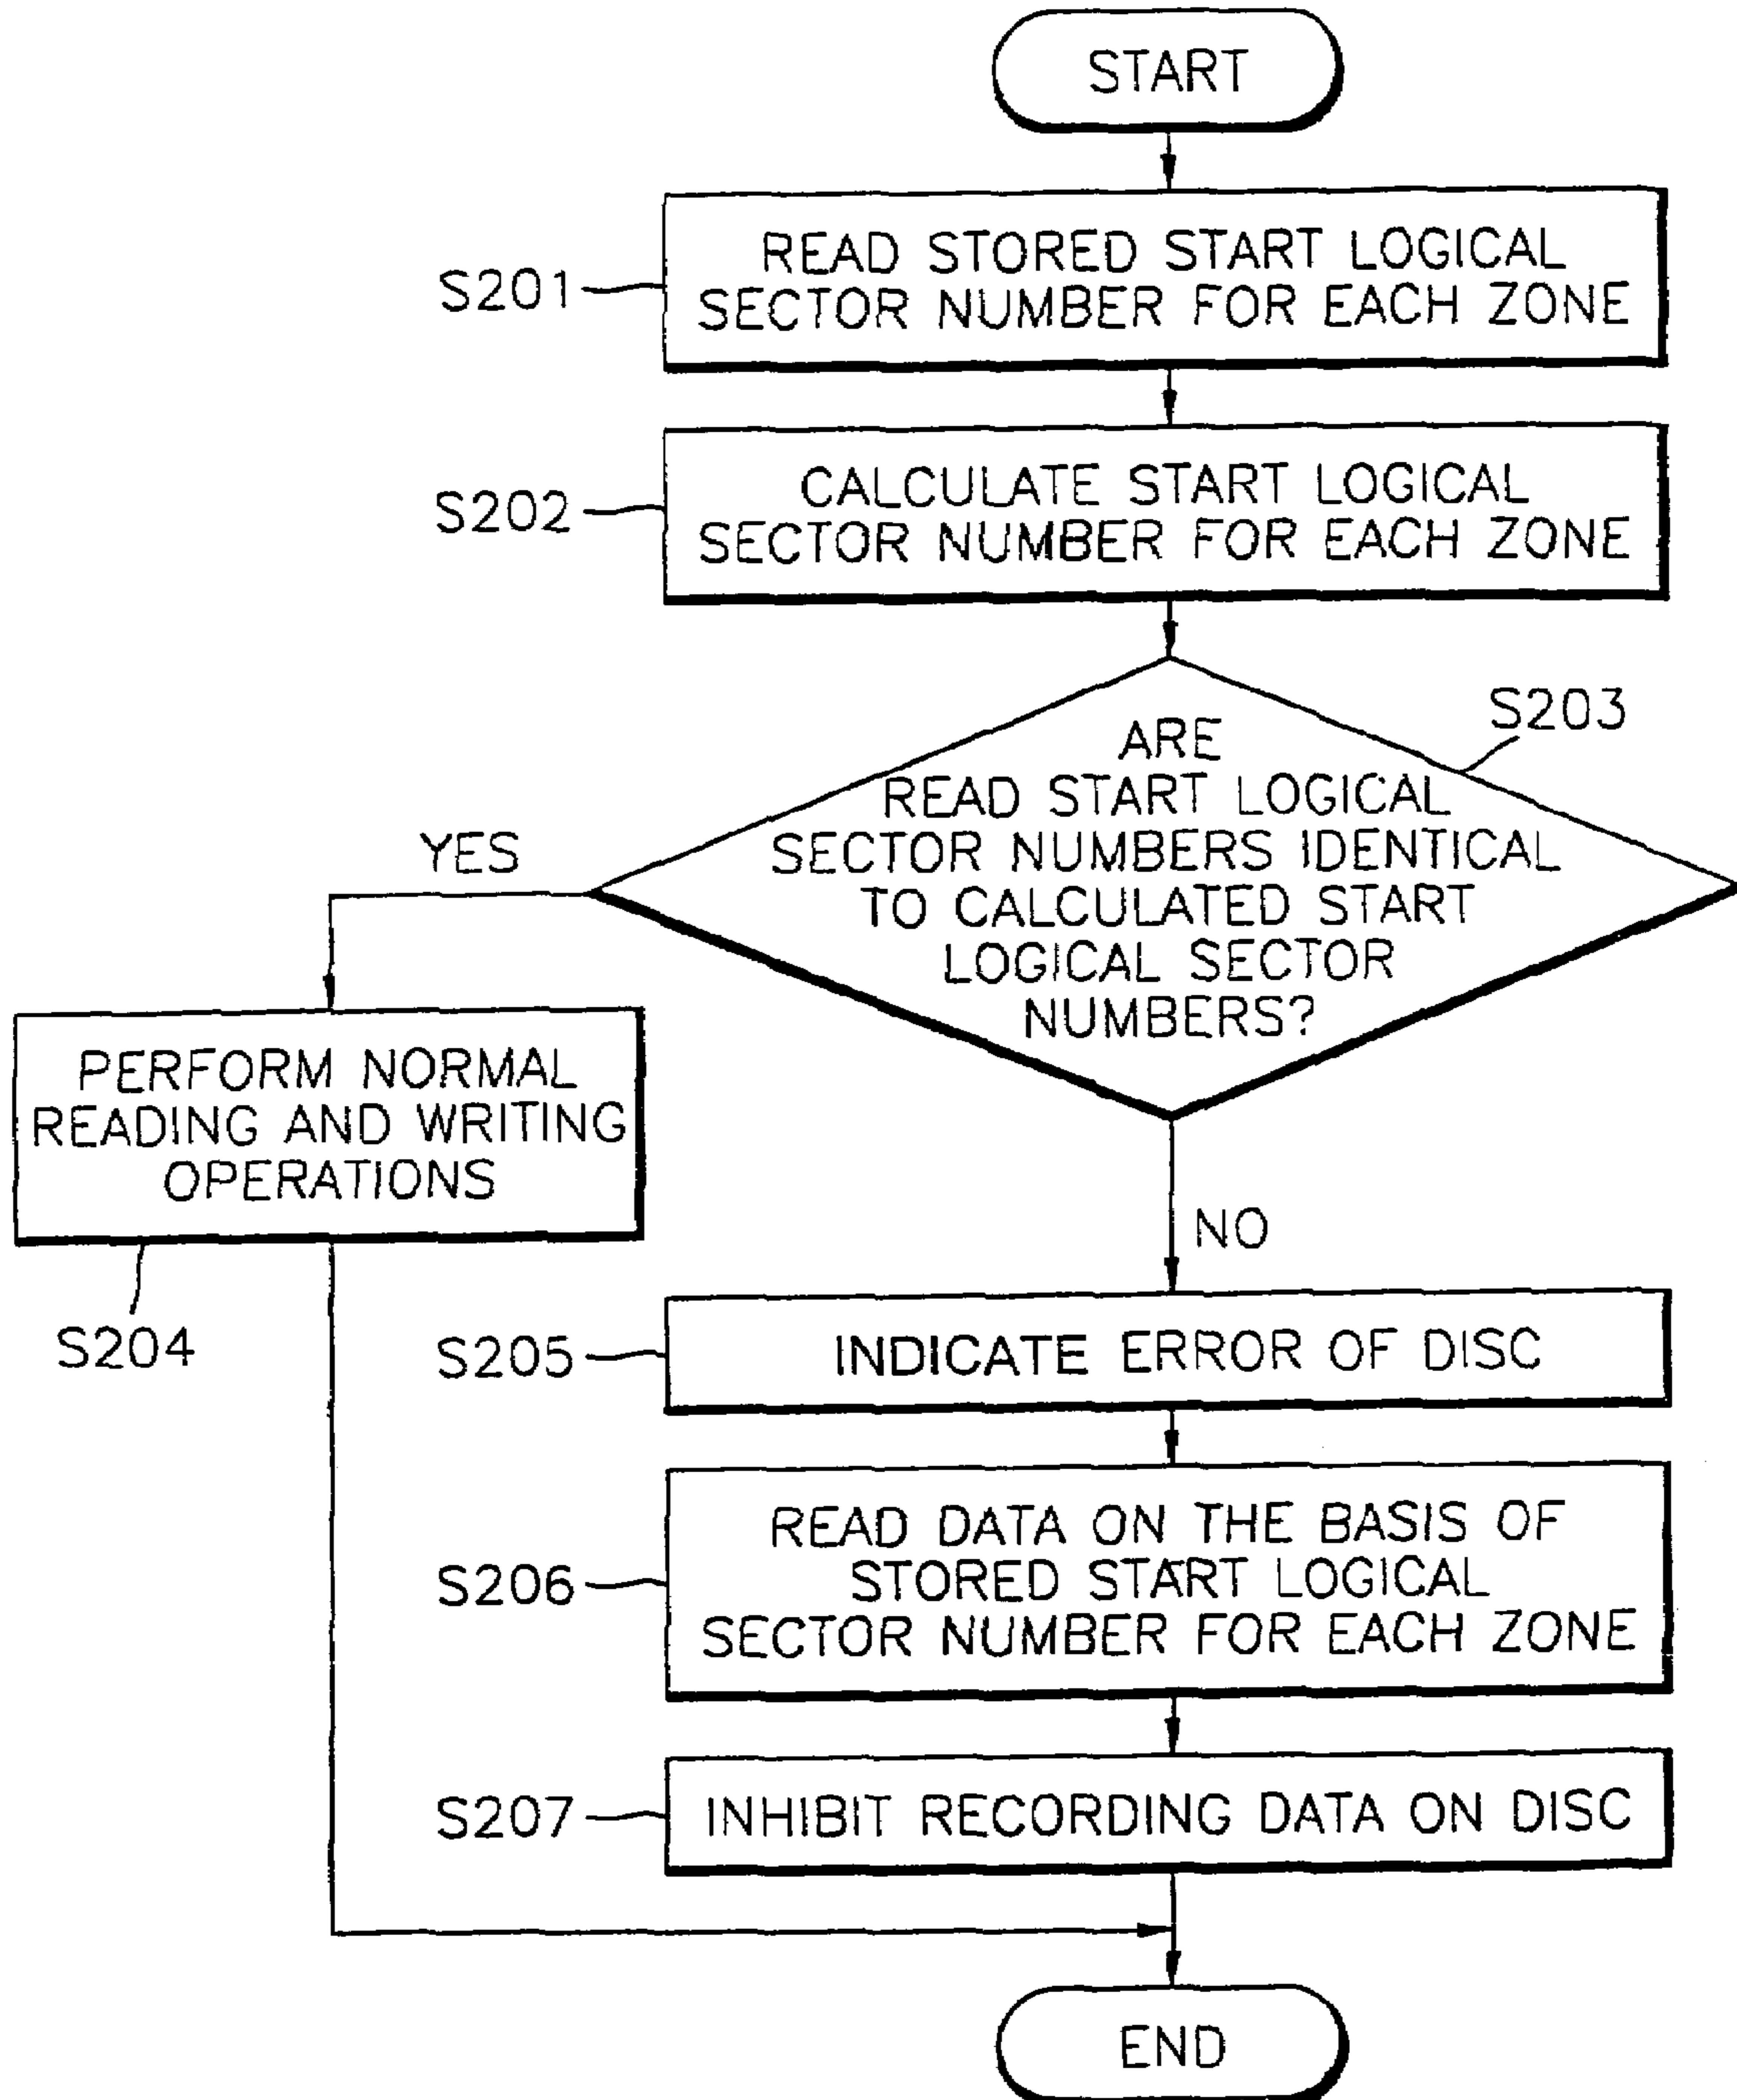 START
S201
READ STORED START LOGICAL
SECTOR NUMBER FOR EACH ZONE
S202
CALCULATE START LOGICAL
SECTOR NUMBER FOR EACH ZONE
S203
ARE
READ START LOGICAL
SECTOR NUMBERS IDENTICAL
TO CALCULATED START
LOGICAL SECTOR
NUMBERS?
YES
PERFORM NORMAL
READING AND WRITING
OPERATIONS
S204
NO
S205
INDICATE ERROR OF DISC
S206
READ DATA ON THE BASIS OF
STORED START LOGICAL
SECTOR NUMBER FOR EACH ZONE
S207
INHIBIT RECORDING DATA ON DISC
END